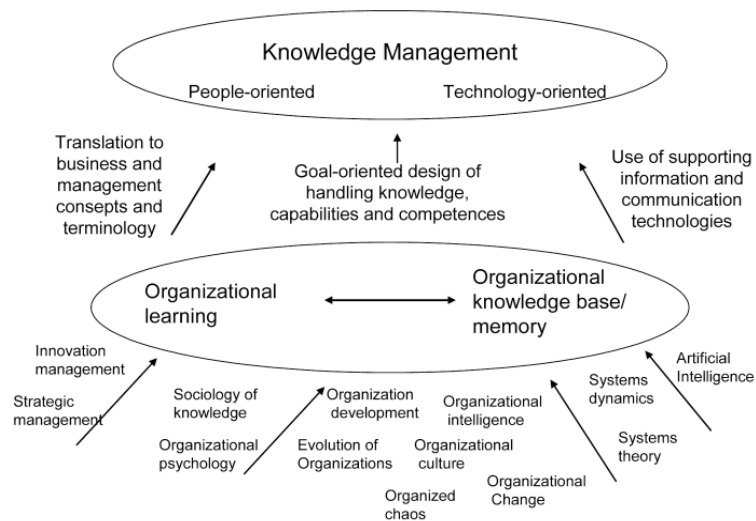 Knowledge Management
People-oriented
Technology-oriented
Translation to
business and
management
consepts and
terminology
Goal-oriented design of
handling knowledge,
capabilities and competences
Use of supporting
information and
communication
technologies
Organizational
learning
Organizational
knowledge base/
memory
Innovation
management
Strategic
management
Sociology of
knowledge
Organizational
psychology
Organization
development
Evolution of
Organizations
Organizational
intelligence
Organizational
culture
Organized
chaos
Organizational
Change
Systems
dynamics
Systems
theory
Artificial
Intelligence